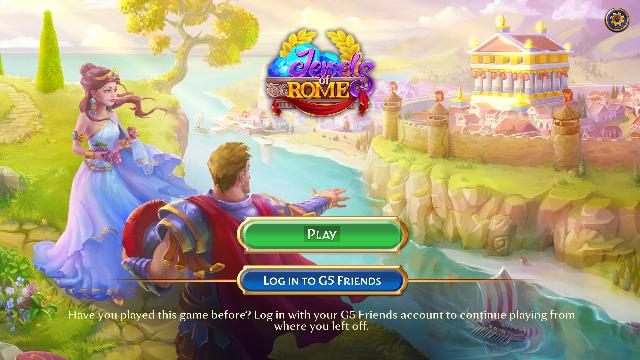 Jewels
of
ROME
PLAY
LOG IN TO G5 FRIENDS
Have you played this game before? Log in with your G5 Friends account to continue playing from
where you left off.